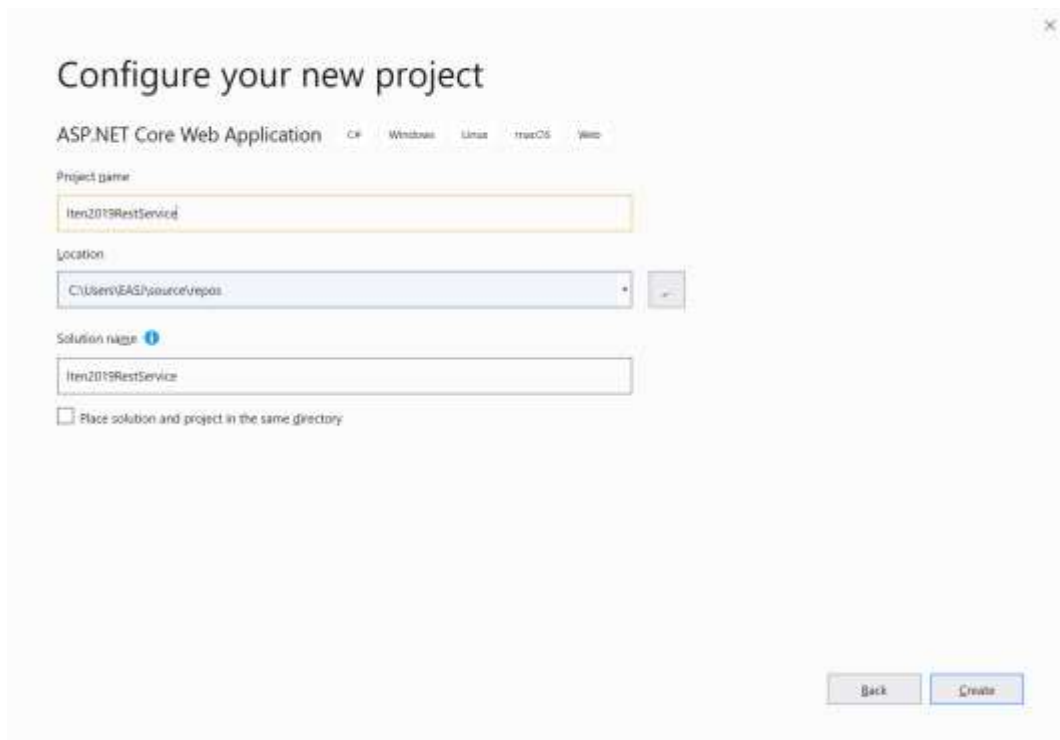 Configure your new project
ASP.NET Core Web Application C# Windows Linux macOS Web
Project name
Iten2019RestService
Location
C:\Users\EASJ\source\repos
Solution name
Iten2019RestService
Place solution and project in the same directory
Back Create